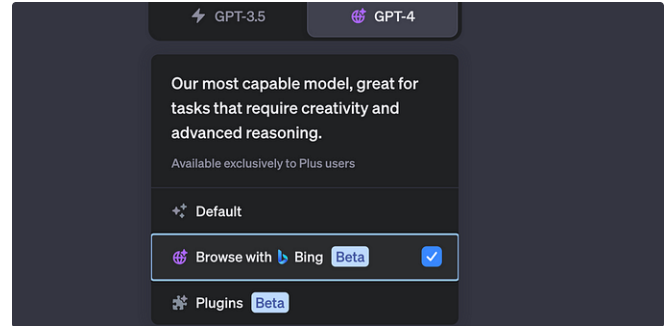 GPT-3.5 GPT-4
Our most capable model, great for
tasks that require creativity and
advanced reasoning.
Available exclusively to Plus users
Default
Browse with Bing Beta
Plugins Beta